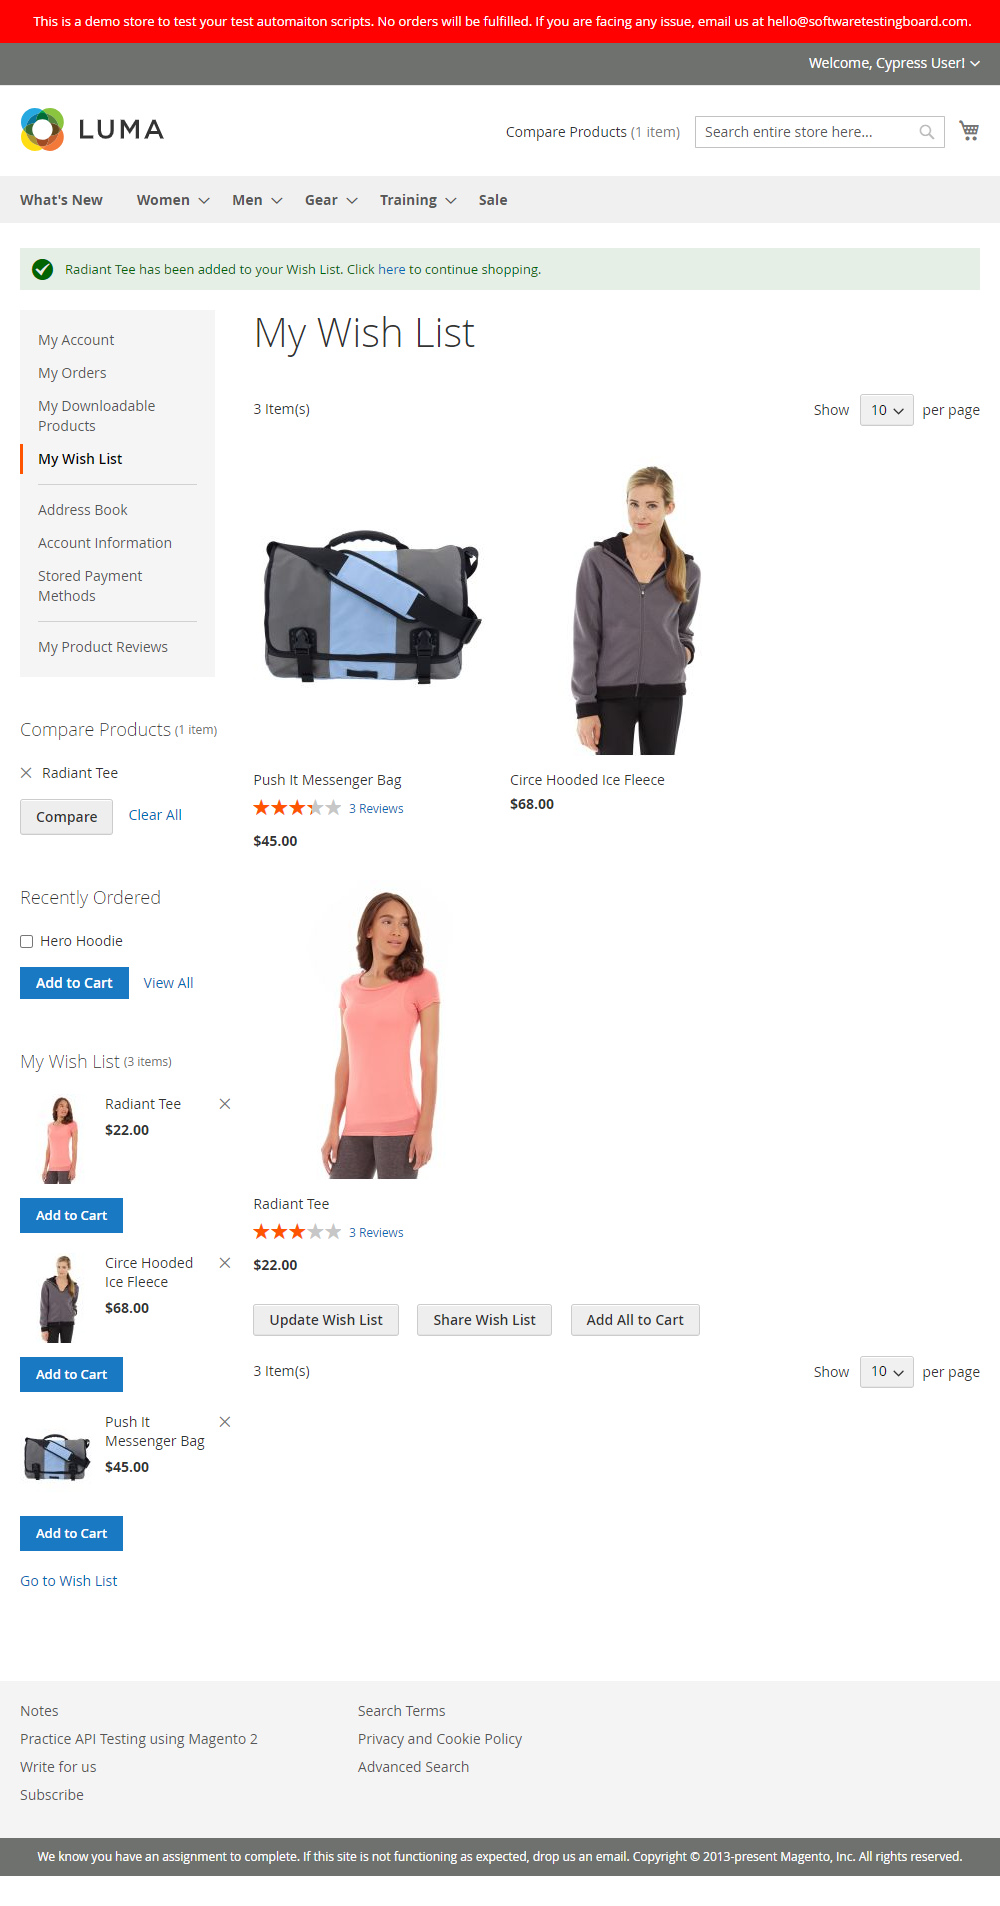 This is a demo store to test your test automaiton scripts. No orders will be fulfilled. If you are facing any issue, email us at hello@softwaretestingboard.com.
Welcome, Cypress User!
LUMA
Compare Products (1 item)
Search entire store here...
What's New
Women
Men
Gear
Training
Sale
Radiant Tee has been added to your Wish List. Click here to continue shopping.
My Account
My Orders
My Downloadable
Products
My Wish List
Address Book
Account Information
Stored Payment
Methods
My Product Reviews
Compare Products (1 item)
Radiant Tee
Compare
Clear All
Recently Ordered
Hero Hoodie
Add to Cart
View All
My Wish List (3 items)
Radiant Tee
$22.00
Add to Cart
Circe Hooded
Ice Fleece
$68.00
Add to Cart
Push It
Messenger Bag
$45.00
Add to Cart
Go to Wish List
My Wish List
3 Item(s)
Show 10 per page
Push It Messenger Bag
3 Reviews
$45.00
Circe Hooded Ice Fleece
$68.00
Radiant Tee
3 Reviews
$22.00
Update Wish List
Share Wish List
Add All to Cart
3 Item(s)
Show 10 per page
Notes
Practice API Testing using Magento 2
Write for us
Subscribe
Search Terms
Privacy and Cookie Policy
Advanced Search
We know you have an assignment to complete. If this site is not functioning as expected, drop us an email. Copyright © 2013-present Magento, Inc. All rights reserved.